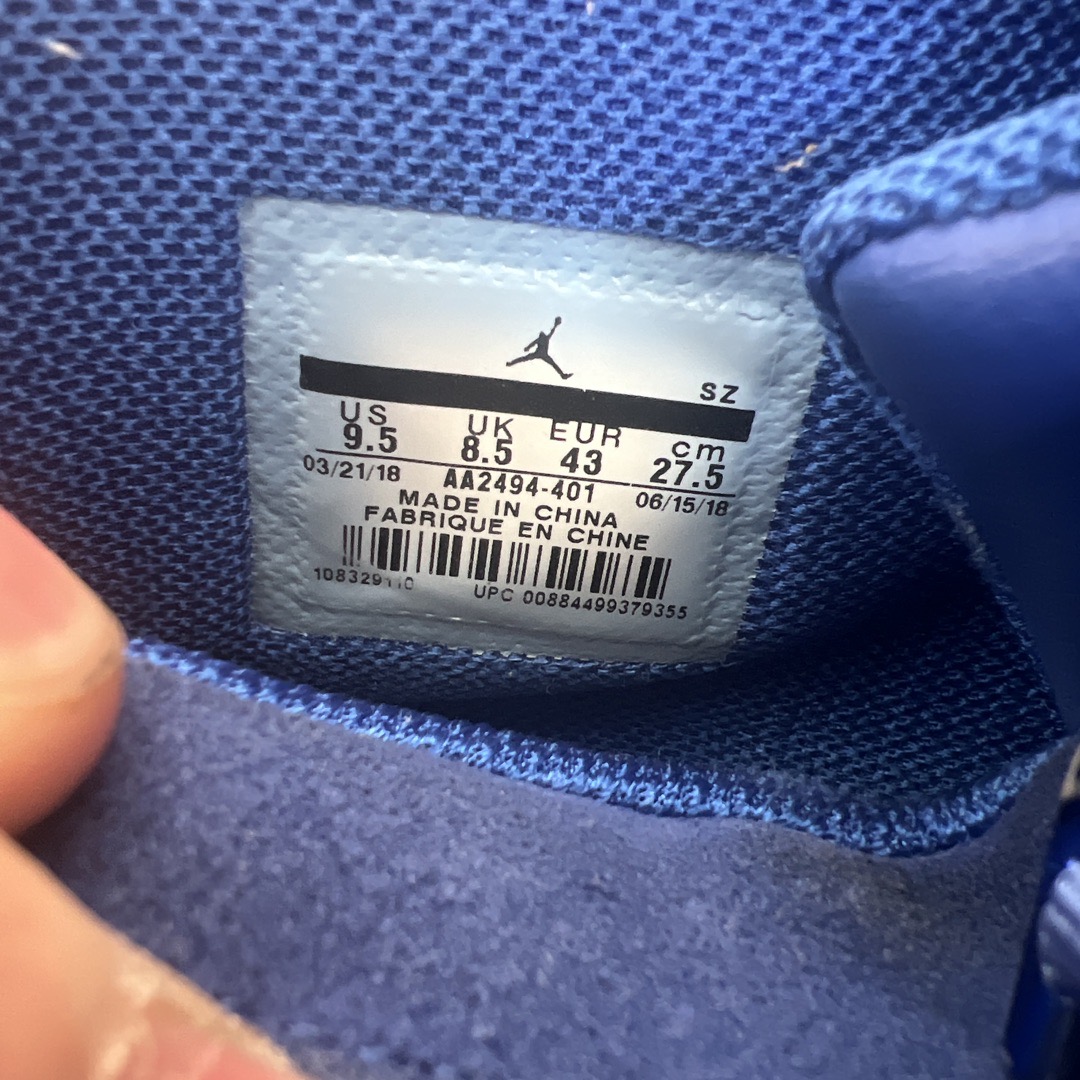 SZ
US UK EUR cm
9.5 8.5 43 27.5
03/21/18 AA2494-401 06/15/18
MADE IN CHINA
FABRIQUE EN CHINE
UPC 00884499379355